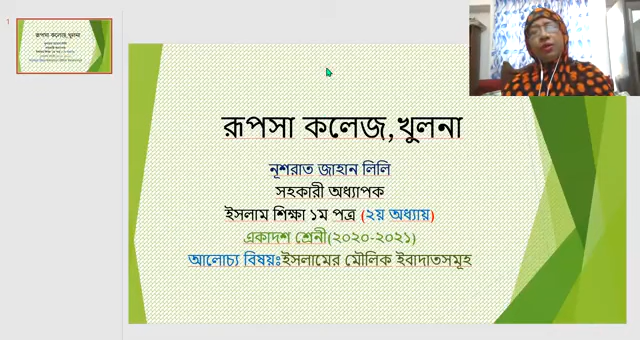 রূপসা কলেজ,খুলনা
নূশরাত জাহান লিলি
সহকারী অধ্যাপক
ইসলাম শিক্ষা ১ম পত্র (২য় অধ্যায়)
একাদশ শ্রেনী(২০২০-২০২১)
আলোচ্য বিষয়ঃইসলামের মৌলিক ইবাদাতসমূহ
1